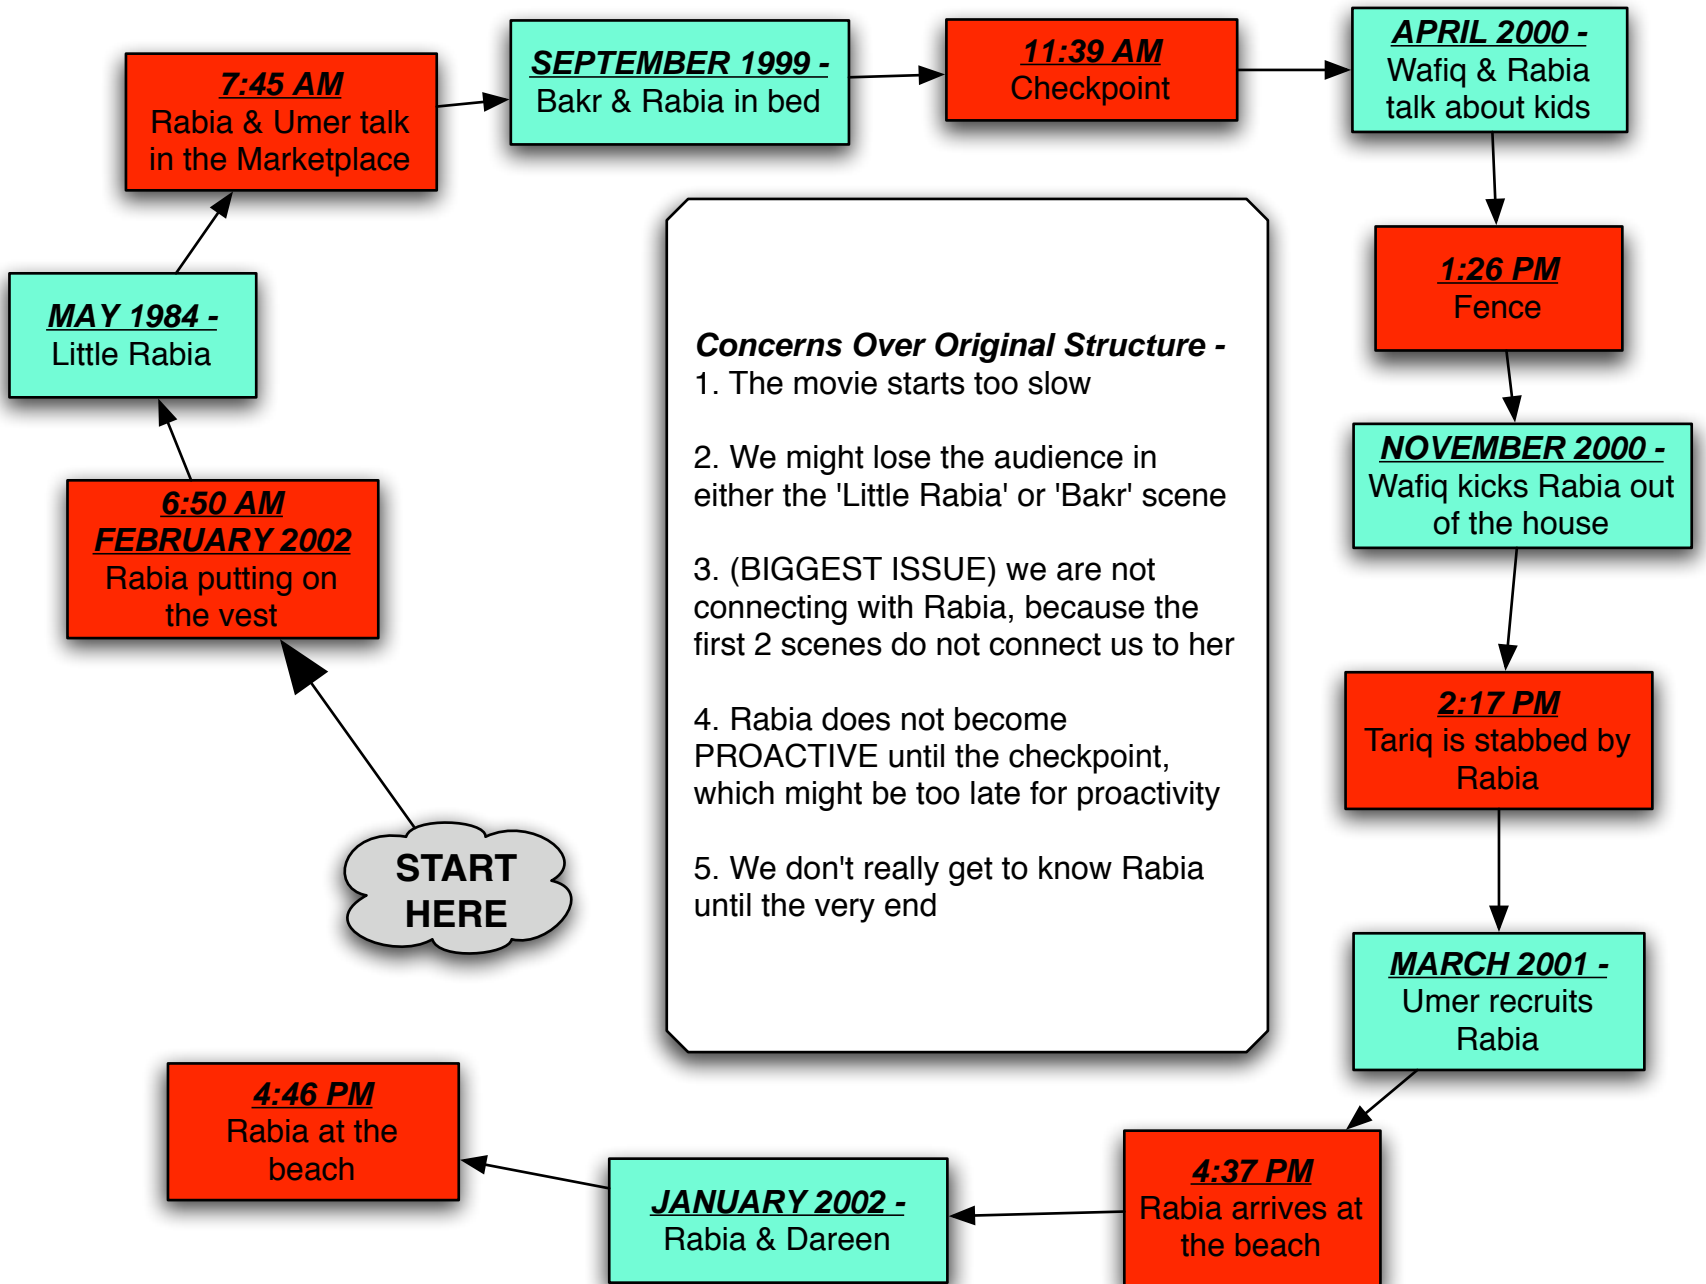 START
HERE
6:50 AM
FEBRUARY 2002
Rabia putting on
the vest
MAY 1984 -
Little Rabia
7:45 AM
Rabia & Umer talk
in the Marketplace
SEPTEMBER 1999 -
Bakr & Rabia in bed
11:39 AM
Checkpoint
APRIL 2000 -
Wafiq & Rabia
talk about kids
1:26 PM
Fence
NOVEMBER 2000 -
Wafiq kicks Rabia out
of the house
2:17 PM
Tariq is stabbed by
Rabia
MARCH 2001 -
Umer recruits
Rabia
4:37 PM
Rabia arrives at
the beach
JANUARY 2002 -
Rabia & Dareen
4:46 PM
Rabia at the
beach
Concerns Over Original Structure -
1. The movie starts too slow
2. We might lose the audience in
either the 'Little Rabia' or 'Bakr' scene
3. (BIGGEST ISSUE) we are not
connecting with Rabia, because the
first 2 scenes do not connect us to her
4. Rabia does not become
PROACTIVE until the checkpoint,
which might be too late for proactivity
5. We don't really get to know Rabia
until the very end